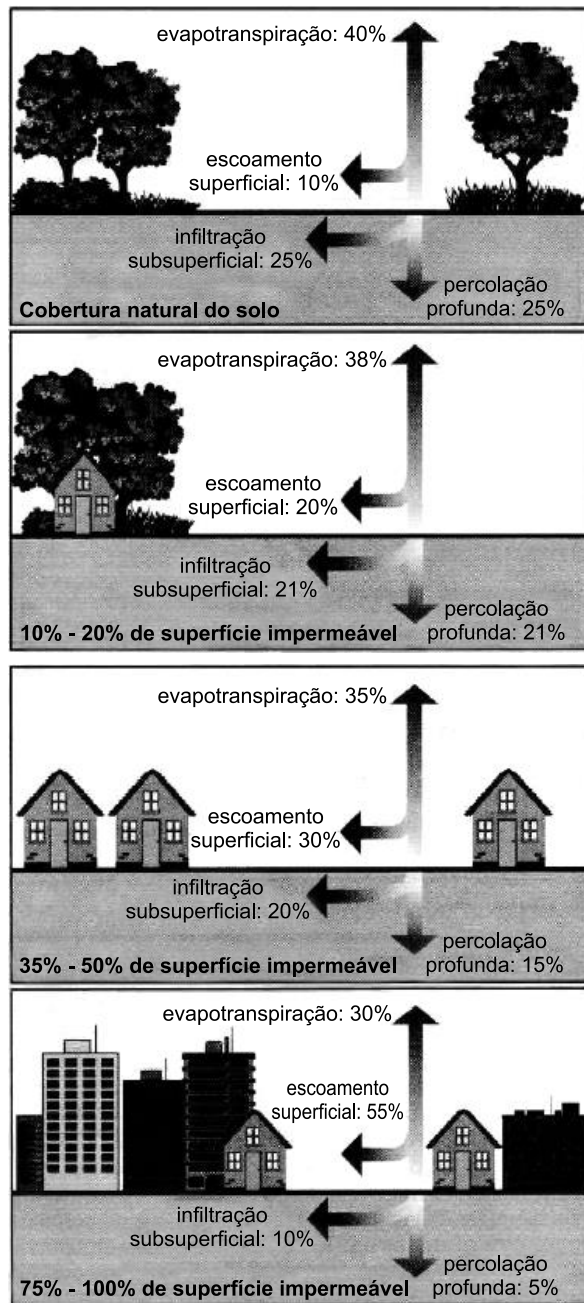 evapotranspiração: 40%
escoamento
superficial: 10%
infiltração
subsuperficial: 25%
percolação
profunda: 25%
Cobertura natural do solo
evapotranspiração: 38%
escoamento
superficial: 20%
infiltração
subsuperficial: 21%
percolação
profunda: 21%
10% - 20% de superfície impermeável
evapotranspiração: 35%
escoamento
superficial: 30%
infiltração
subsuperficial: 20%
percolação
profunda: 15%
35% - 50% de superfície impermeável
evapotranspiração: 30%
escoamento
superficial: 55%
infiltração
subsuperficial: 10%
percolação
profunda: 5%
75% - 100% de superfície impermeável